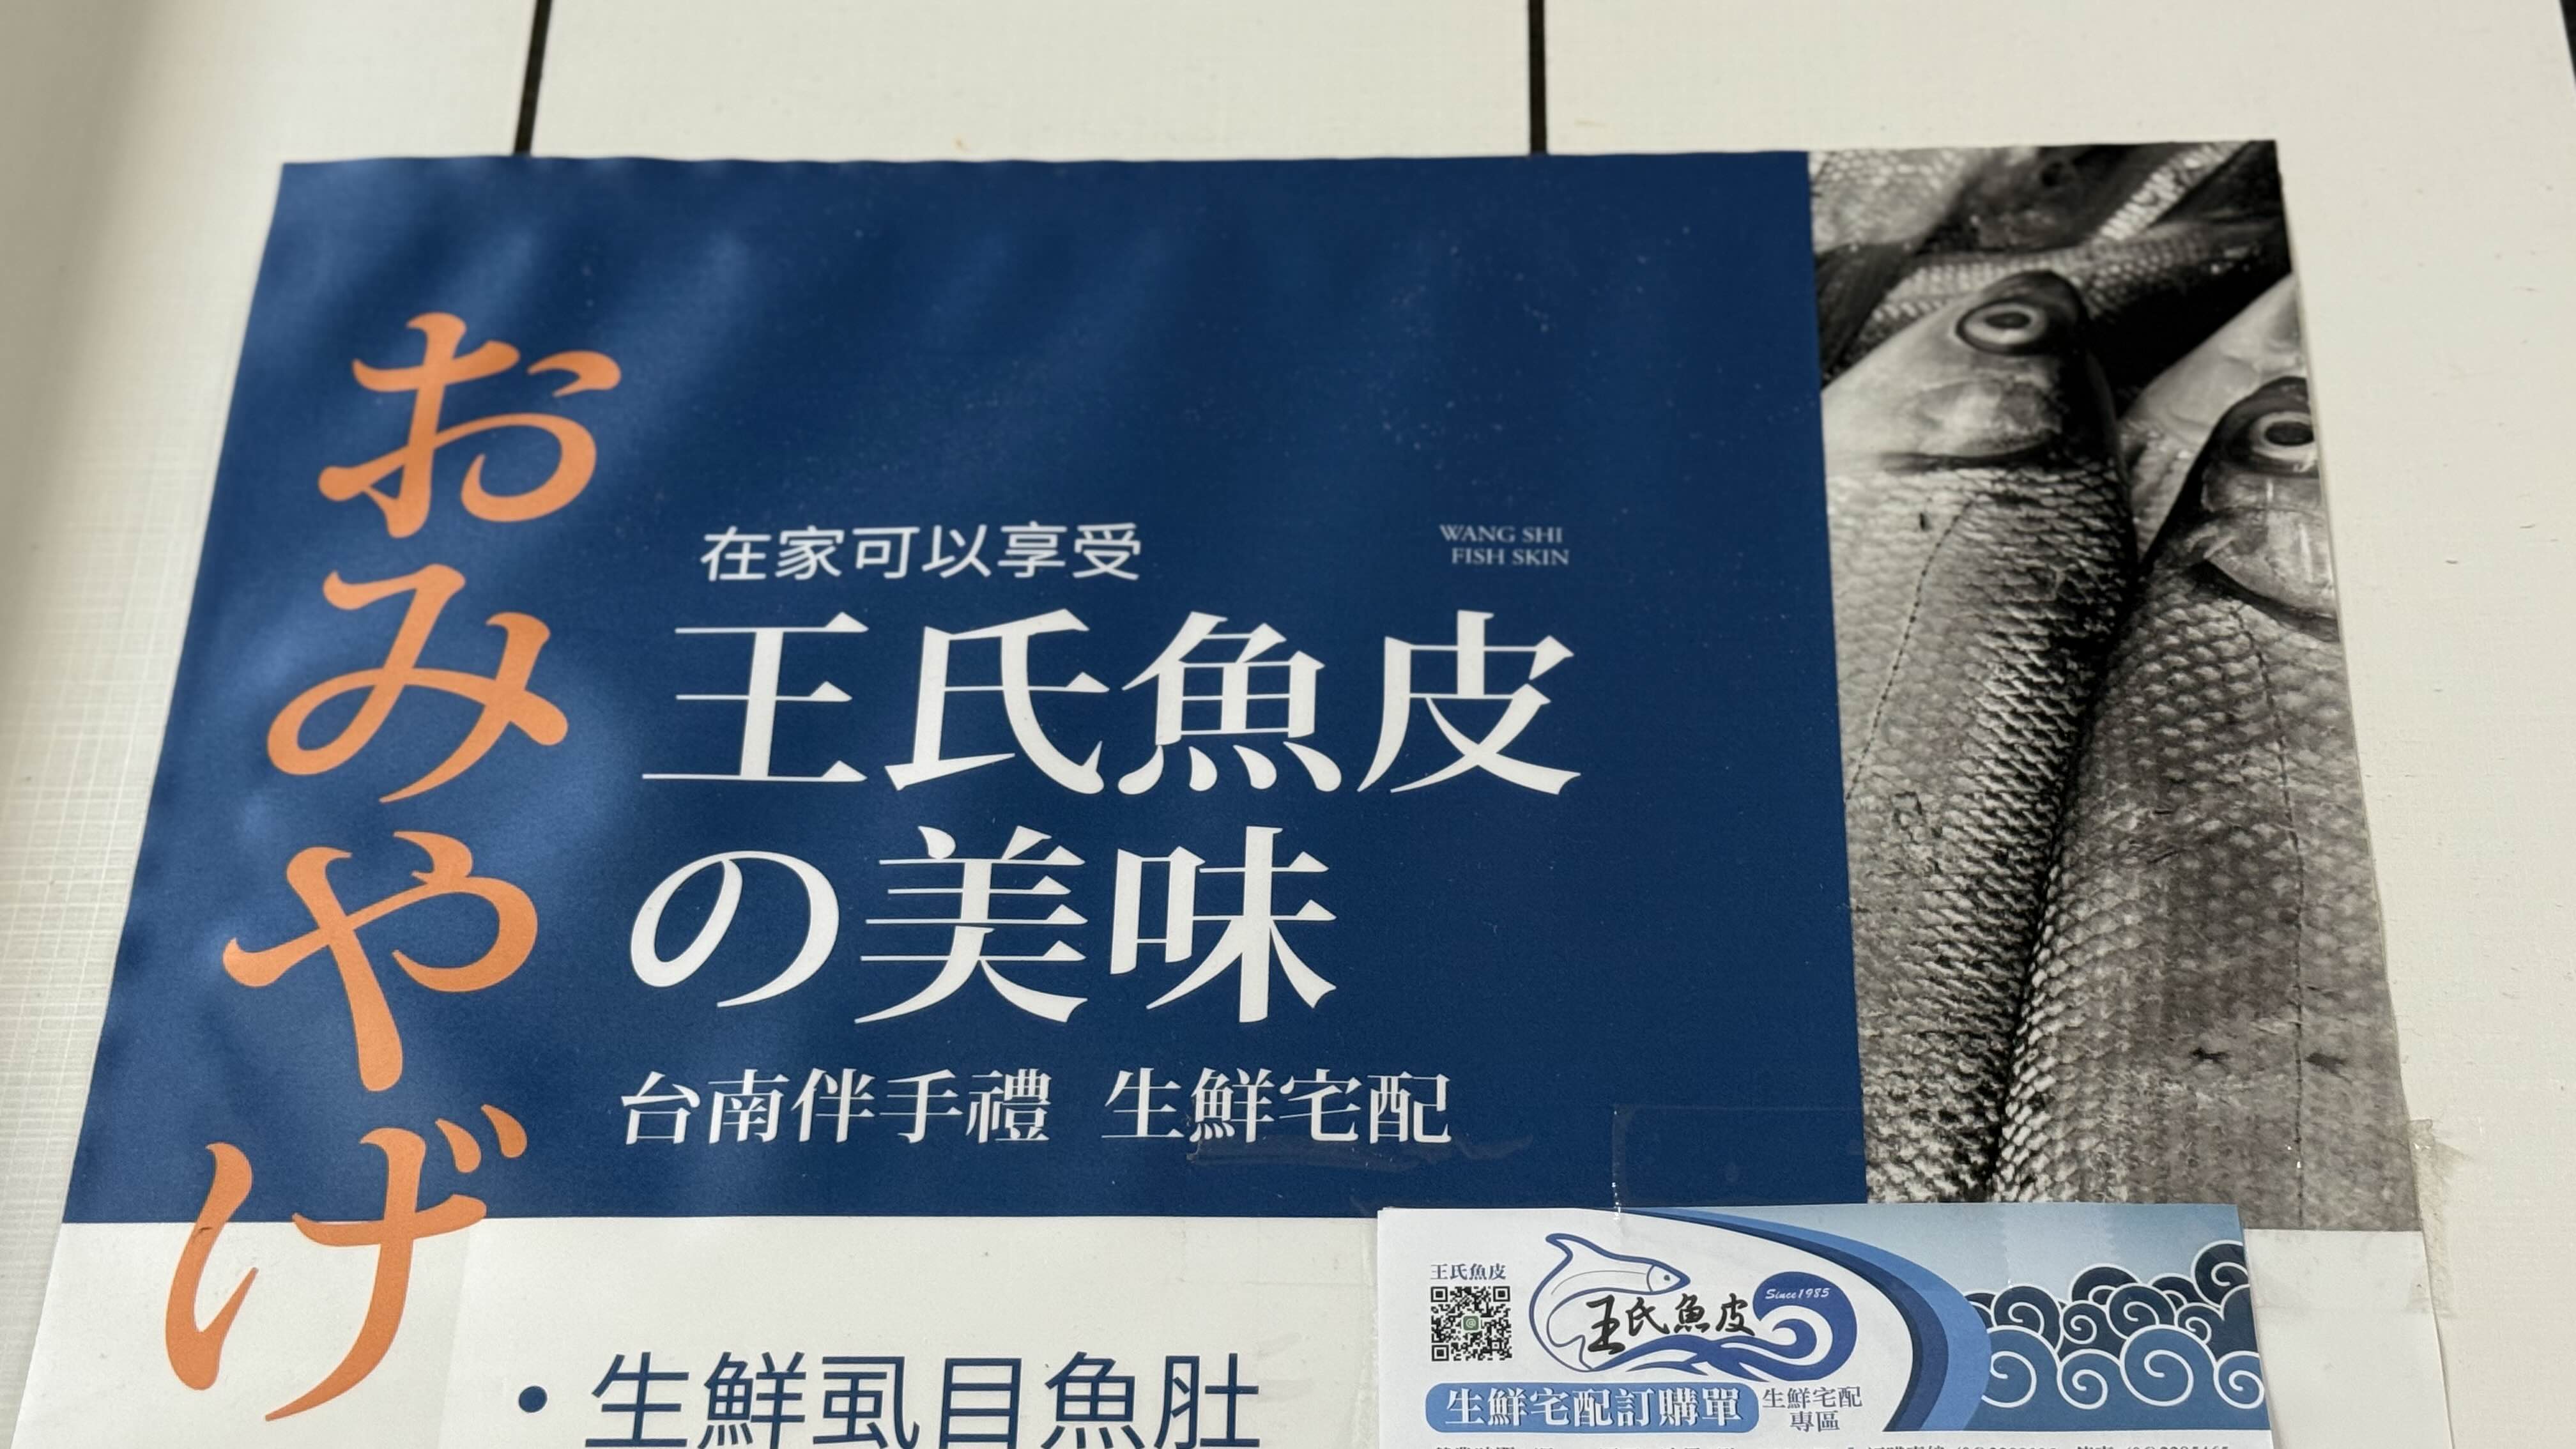 おみやげ
在家可以享受
WANG SHI
FISH SKIN
王氏魚皮
の美味
台南伴手禮 生鮮宅配
・生鮮虱目魚肚
王氏魚皮
王氏魚皮
Since1985
生鮮宅配訂購單
生鮮宅配
專區